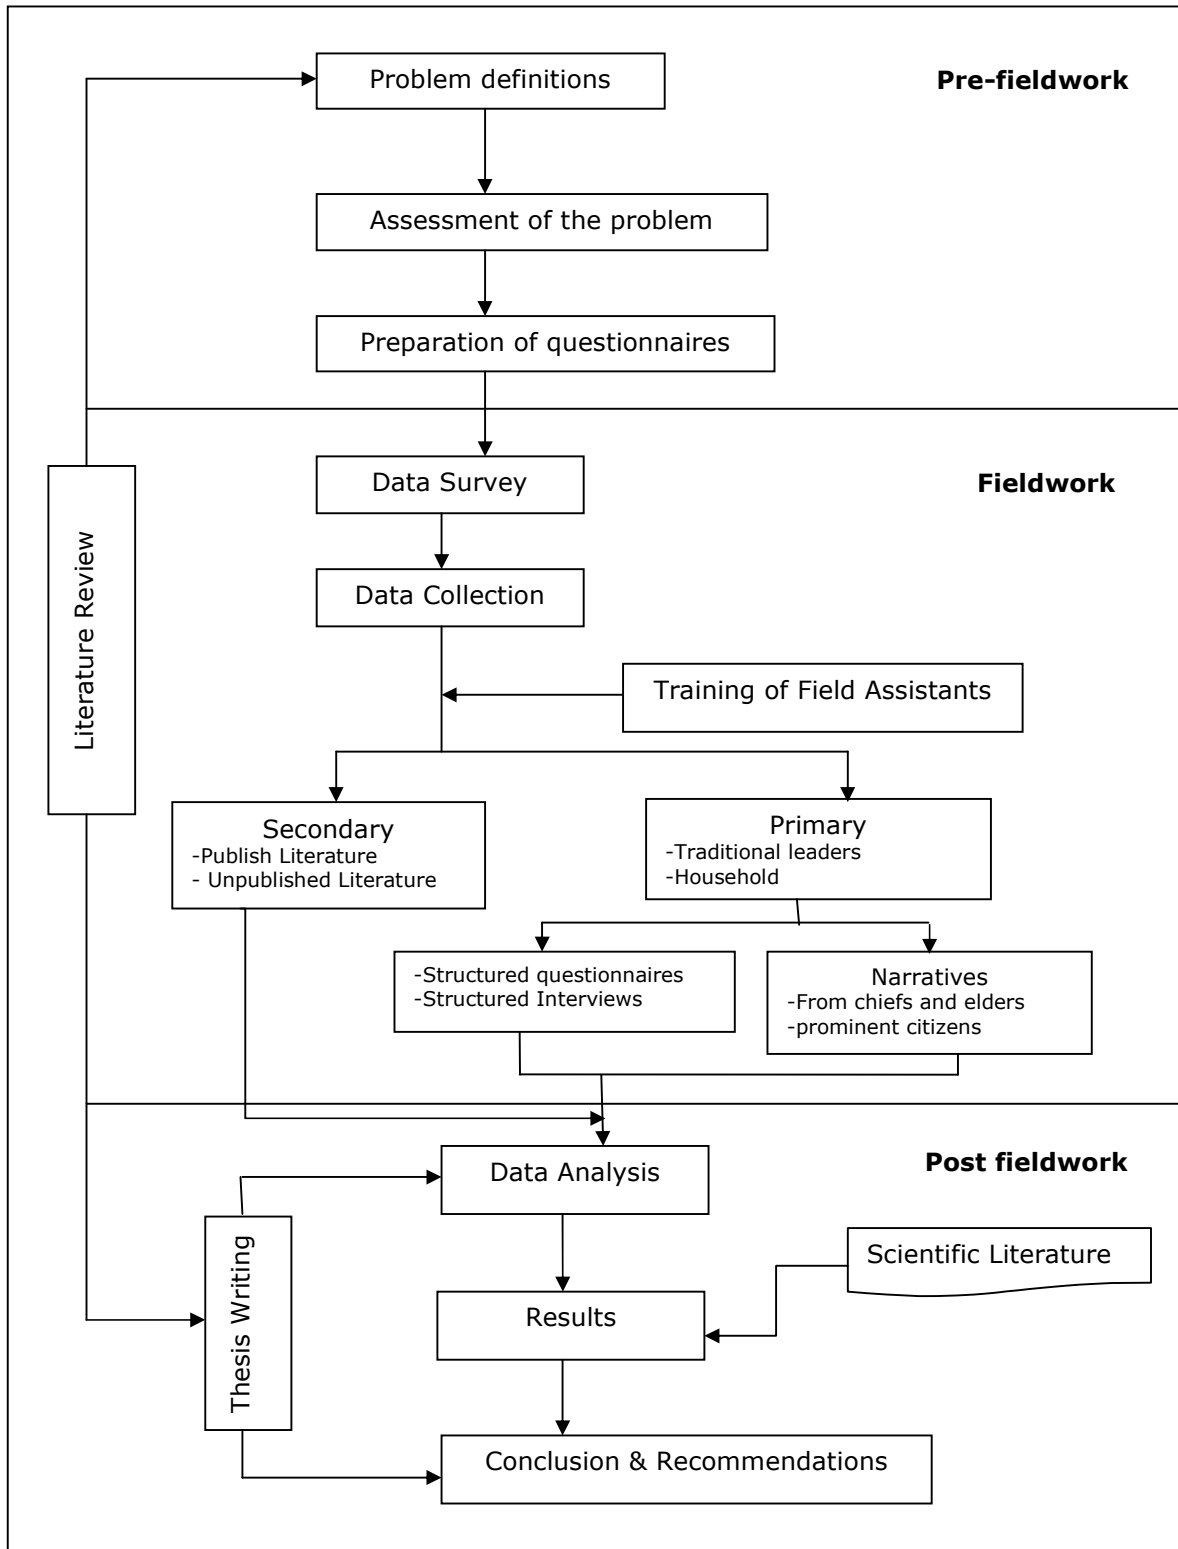 Problem definitions
Pre-fieldwork
Assessment of the problem
Preparation of questionnaires
Data Survey
Fieldwork
Literature Review
Data Collection
Training of Field Assistants
Secondary
-Publish Literature
- Unpublished Literature
Primary
-Traditional leaders
-Household
-Structured questionnaires
-Structured Interviews
Narratives
-From chiefs and elders
-prominent citizens
Post fieldwork
Data Analysis
Thesis Writing
Scientific Literature
Results
Conclusion & Recommendations